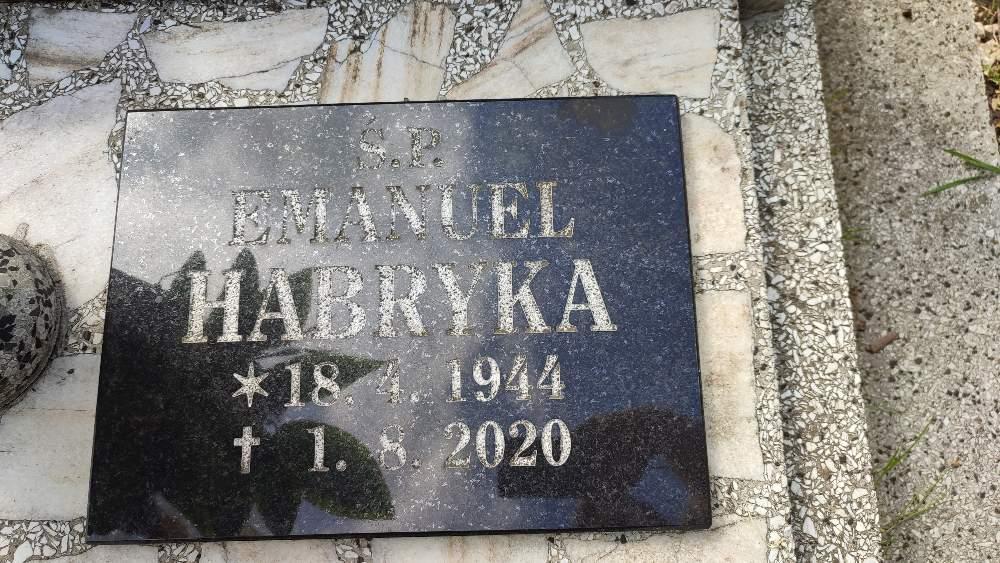 Ś.P.
EMANUEL
HABRYKA
* 18. 4. 1944
✝ 1. 8. 2020